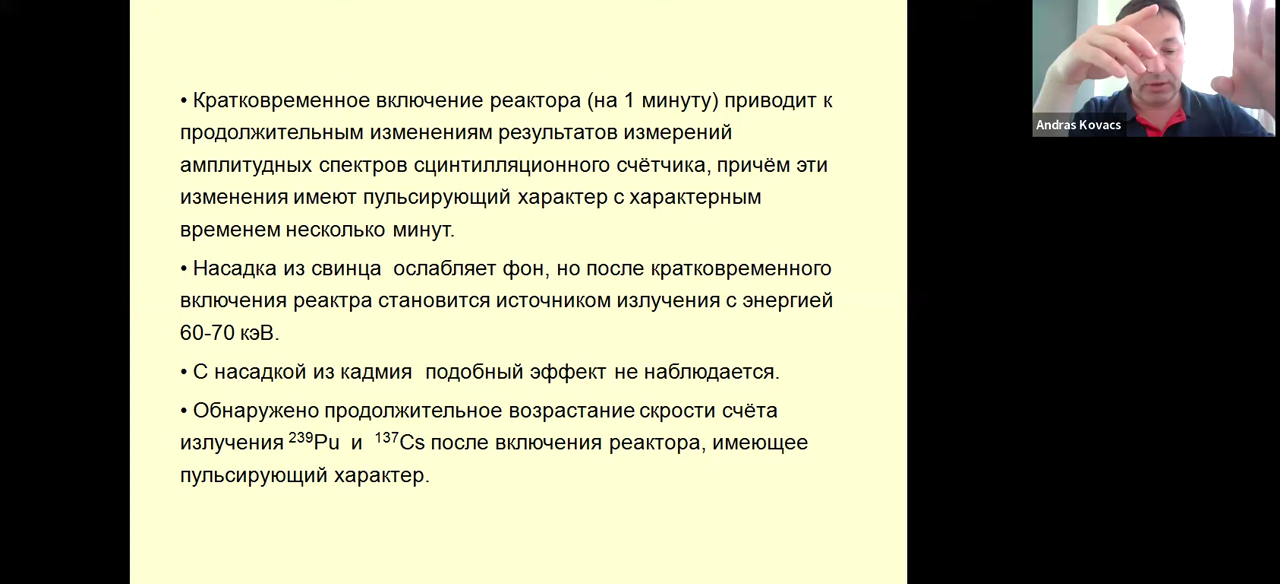 • Кратковременное включение реактора (на 1 минуту) приводит к
продолжительным изменениям результатов измерений
амплитудных спектров сцинтилляционного счётчика, причём эти
изменения имеют пульсирующий характер с характерным
временем несколько минут.
• Насадка из свинца ослабляет фон, но после кратковременного
включения реактра становится источником излучения с энергией
60-70 кэВ.
• С насадкой из кадмия подобный эффект не наблюдается.
• Обнаружено продолжительное возрастание скрости счёта
излучения ²³⁹Pu и ¹³⁷Cs после включения реактора, имеющее
пульсирующий характер.
Andras Kovacs